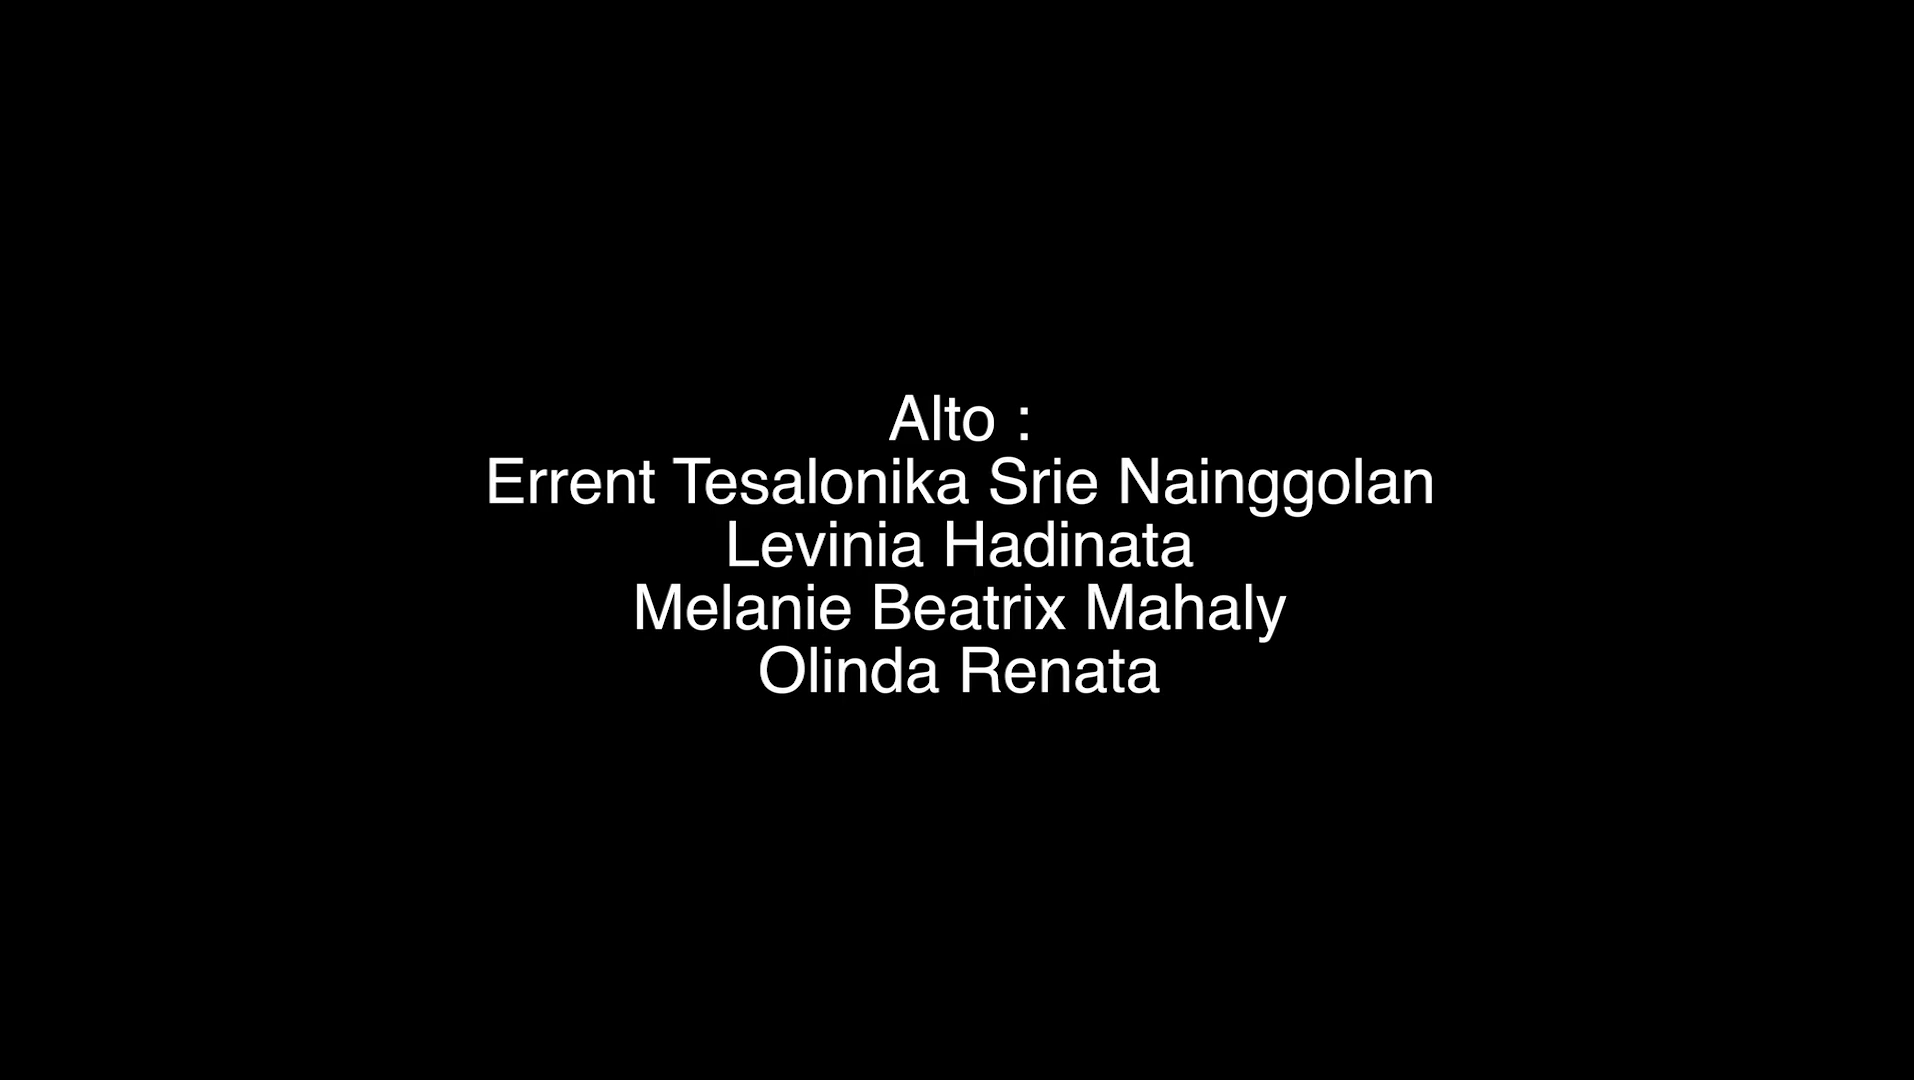 Alto :
Errent Tesalonika Srie Nainggolan
Levinia Hadinata
Melanie Beatrix Mahaly
Olinda Renata